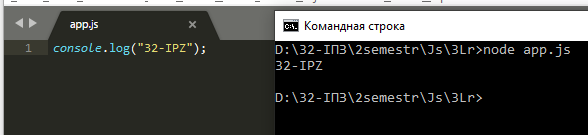 app.js
1 console.log("32-IPZ");
Командная строка
D:\32-ІПЗ\2semestr\Js\3Lr>node app.js
32-IPZ
D:\32-ІПЗ\2semestr\Js\3Lr>